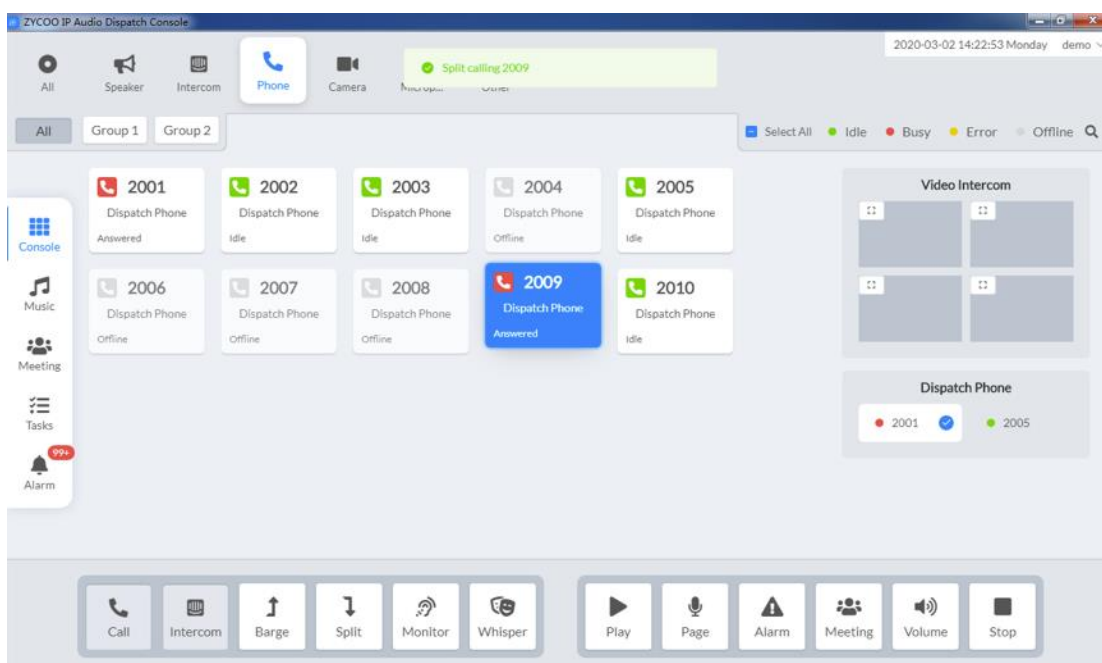 ZYCOO IP Audio Dispatch Console
2020-03-02 14:22:53 Monday demo
All Speaker Intercom Phone Camera
Split calling 2009
All Group 1 Group 2
Select All Idle Busy Error Offline
2001 2002 2003 2004 2005
Dispatch Phone Dispatch Phone Dispatch Phone Dispatch Phone Dispatch Phone
Answered Idle Idle Offline Idle
2006 2007 2008 2009 2010
Dispatch Phone Dispatch Phone Dispatch Phone Dispatch Phone Dispatch Phone
Offline Offline Offline Answered Idle
Console
Music
Meeting
Tasks
99+
Alarm
Video Intercom
Dispatch Phone
2001 2005
Call Intercom Barge Split Monitor Whisper
Play Page Alarm Meeting Volume Stop